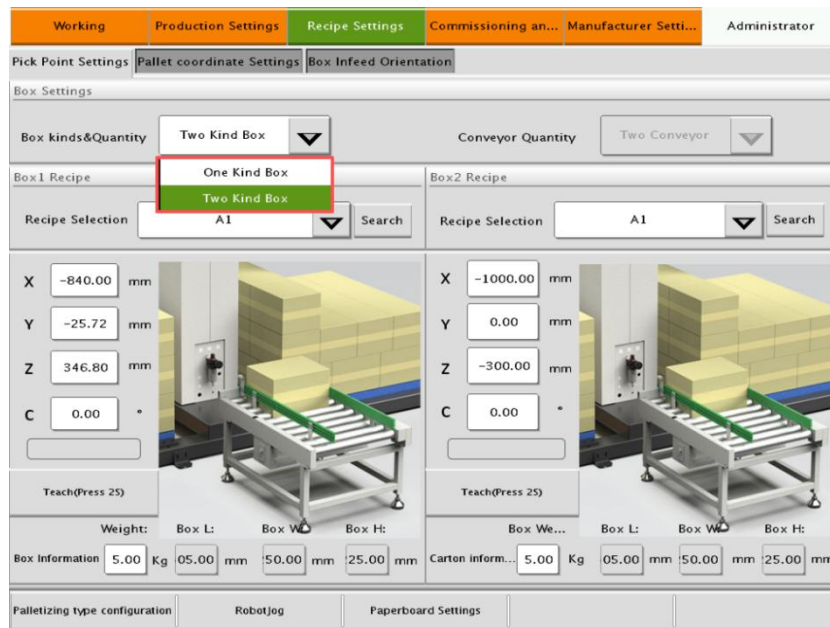 Working Production Settings Recipe Settings Commissioning an... Manufacturer Setti... Administrator
Pick Point Settings Pallet coordinate Settings Box Infeed Orientation
Box Settings
Box kinds&Quantity Two Kind Box Conveyor Quantity Two Conveyor
One Kind Box
Two Kind Box
Box1 Recipe Box2 Recipe
Recipe Selection A1 Search Recipe Selection A1 Search
X -840.00 mm X -1000.00 mm
Y -25.72 mm Y 0.00 mm
Z 346.80 mm Z -300.00 mm
C 0.00 ° C 0.00 °
Teach(Press 2S) Teach(Press 2S)
Weight: Box L: Box W: Box H: Box We... Box L: Box W: Box H:
Box Information 5.00 Kg 05.00 mm 50.00 mm 25.00 mm Carton inform... 5.00 Kg 05.00 mm 50.00 mm 25.00 mm
Palletizing type configuration RobotJog Paperboard Settings